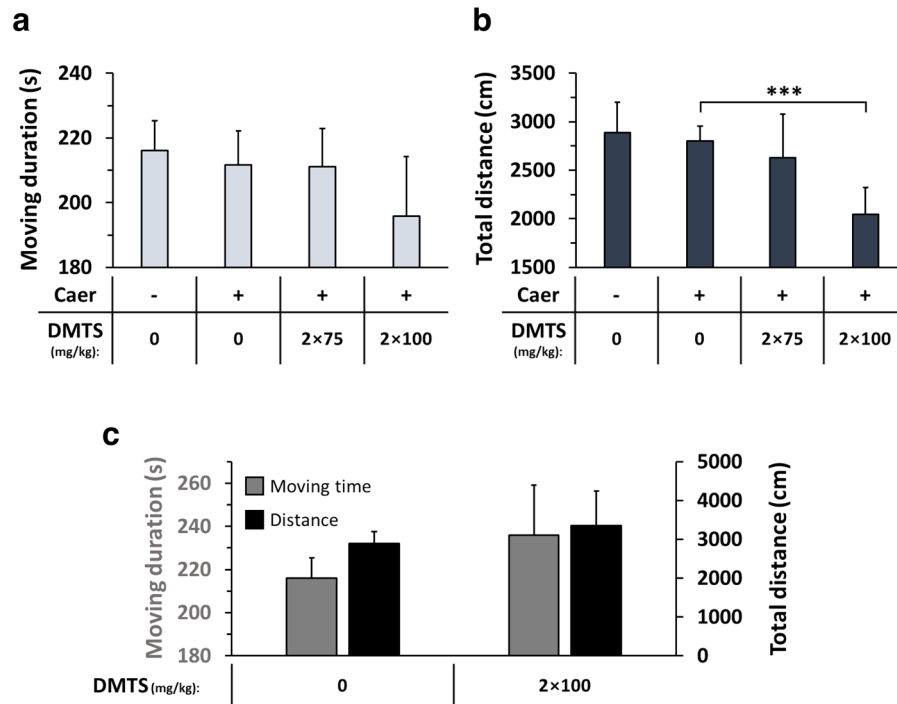 a
Moving duration (s)
240
220
200
180
Caer - + + +
DMTS (mg/kg): 0 0 2×75 2×100
b
Total distance (cm)
3500
3000
2500
2000
1500
***
Caer - + + +
DMTS (mg/kg): 0 0 2×75 2×100
c
Moving duration (s)
260
240
220
200
180
Moving time
Distance
5000
4000
3000
2000
1000
0
Total distance (cm)
DMTS (mg/kg): 0 2×100